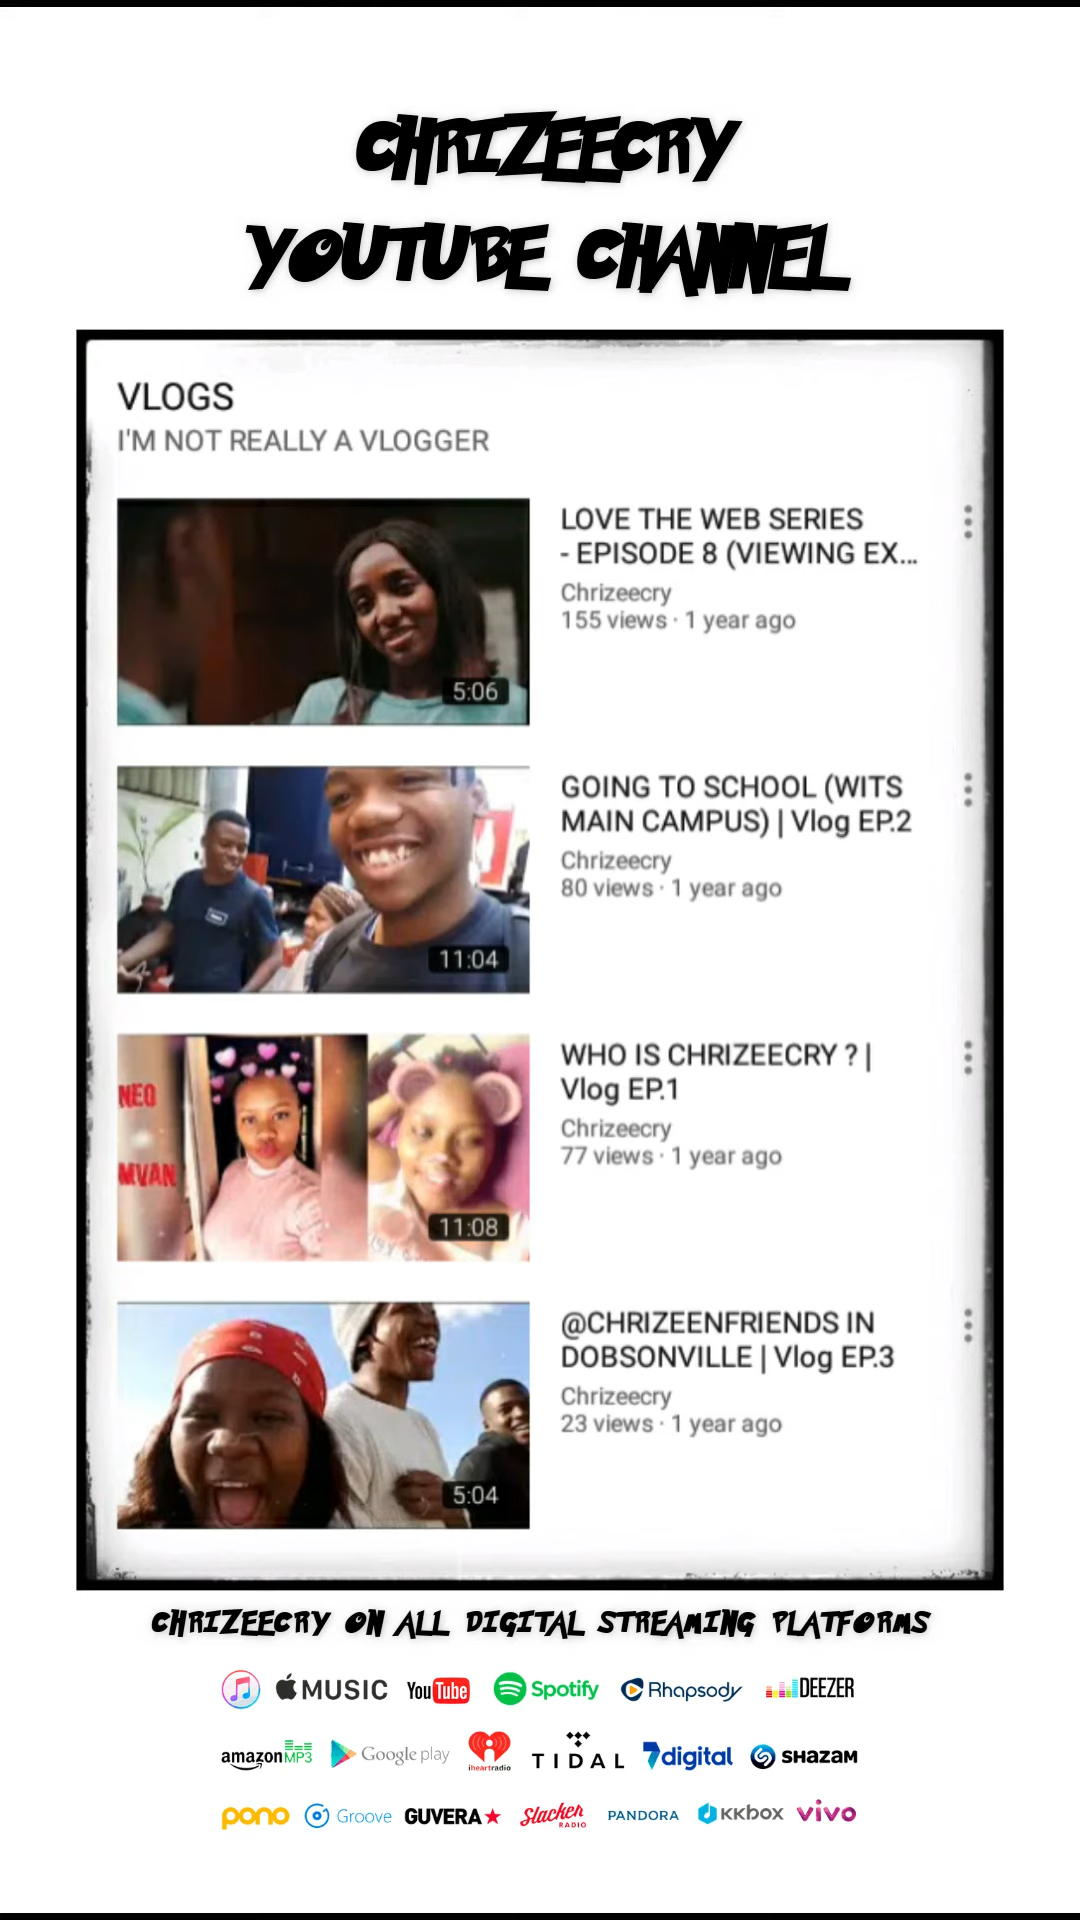 CHRIZEECRY
YOUTUBE CHANNEL
VLOGS
I'M NOT REALLY A VLOGGER
LOVE THE WEB SERIES
- EPISODE 8 (VIEWING EX...
Chrizeecry
155 views · 1 year ago
5:06
GOING TO SCHOOL (WITS
MAIN CAMPUS) | Vlog EP.2
Chrizeecry
80 views · 1 year ago
11:04
NEO
MVAN
WHO IS CHRIZEECRY ? |
Vlog EP.1
Chrizeecry
77 views · 1 year ago
11:08
@CHRIZEENFRIENDS IN
DOBSONVILLE | Vlog EP.3
Chrizeecry
23 views · 1 year ago
5:04
CHRIZEECRY ON ALL DIGITAL STREAMING PLATFORMS
MUSIC YouTube Spotify Rhapsody DEEZER
amazonMP3 Google play iheartradio TIDAL 7digital SHAZAM
pono Groove GUVERA Slacker RADIO PANDORA KKBOX vivo